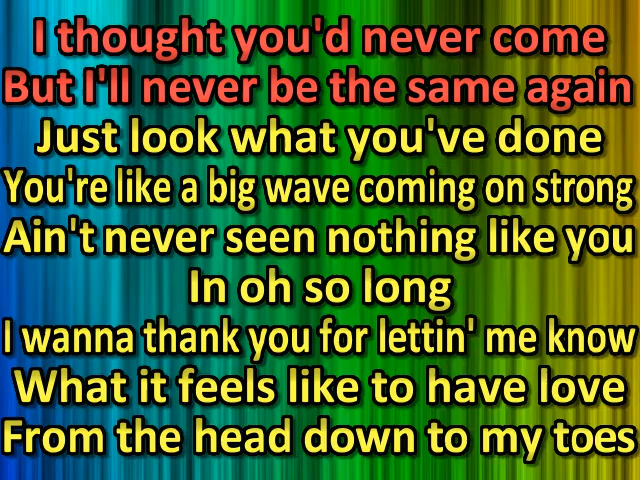 I thought you'd never come
But I'll never be the same again
Just look what you've done
You're like a big wave coming on strong
Ain't never seen nothing like you
In oh so long
I wanna thank you for lettin' me know
What it feels like to have love
From the head down to my toes